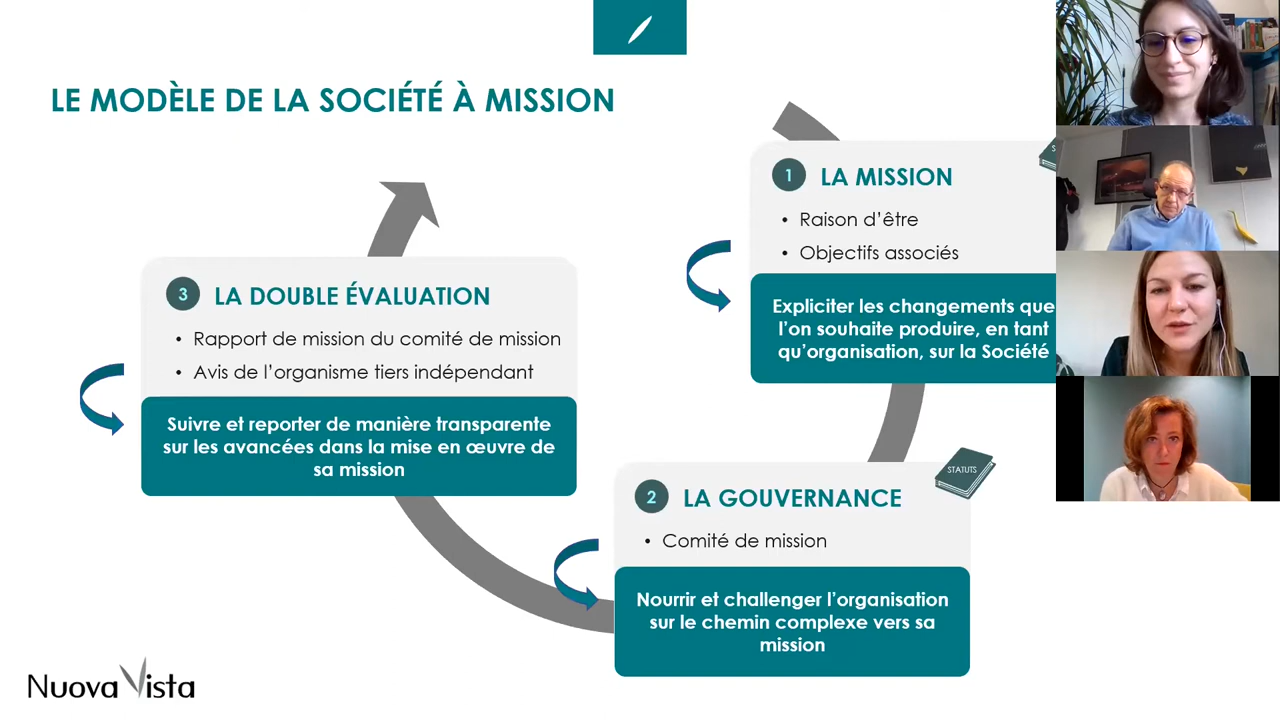 LE MODÈLE DE LA SOCIÉTÉ À MISSION
1
LA MISSION
• Raison d’être
• Objectifs associés
Expliciter les changements que
l’on souhaite produire, en tant
qu’organisation, sur la Société
2
LA GOUVERNANCE
STATUTS
• Comité de mission
Nourrir et challenger l’organisation
sur le chemin complexe vers sa
mission
3
LA DOUBLE ÉVALUATION
• Rapport de mission du comité de mission
• Avis de l’organisme tiers indépendant
Suivre et reporter de manière transparente
sur les avancées dans la mise en œuvre de
sa mission
Nuova Vista